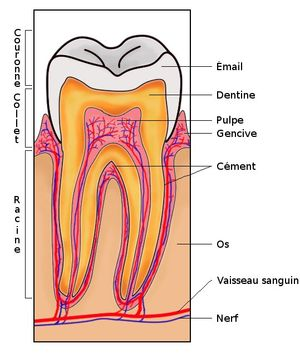 Couronne
Collet
Racine
Émail
Dentine
Pulpe
Gencive
Cément
Os
Vaisseau sanguin
Nerf